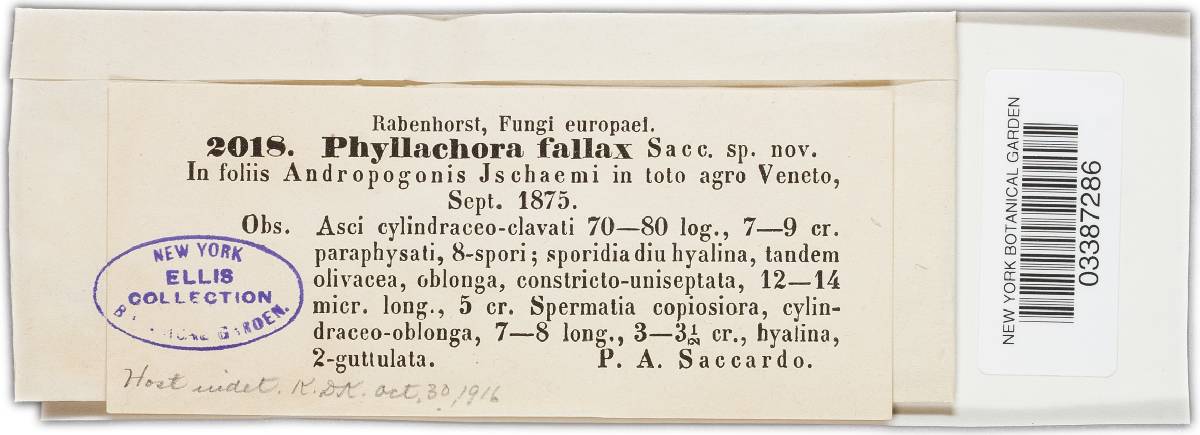 Rabenhorst, Fungi europaei.
2018. Phyllachora fallax Sacc. sp. nov.
In foliis Andropogonis Jschaemi in toto agro Veneto,
Sept. 1875.
Obs. Asci cylindraceo-clavati 70—80 log., 7—9 cr.
paraphysati, 8-spori; sporidia diu hyalina, tandem
olivacea, oblonga, constricto-uniseptata, 12—14
micr. long., 5 cr. Spermatia copiosiora, cylin-
draceo-oblonga, 7—8 long., 3—3½ cr., hyalina,
2-guttulata. P. A. Saccardo.
NEW YORK
ELLIS
COLLECTION
BOTANICAL GARDEN.
Host indet. K.DK. Oct, 30, 1916
NEW YORK BOTANICAL GARDEN
03387286